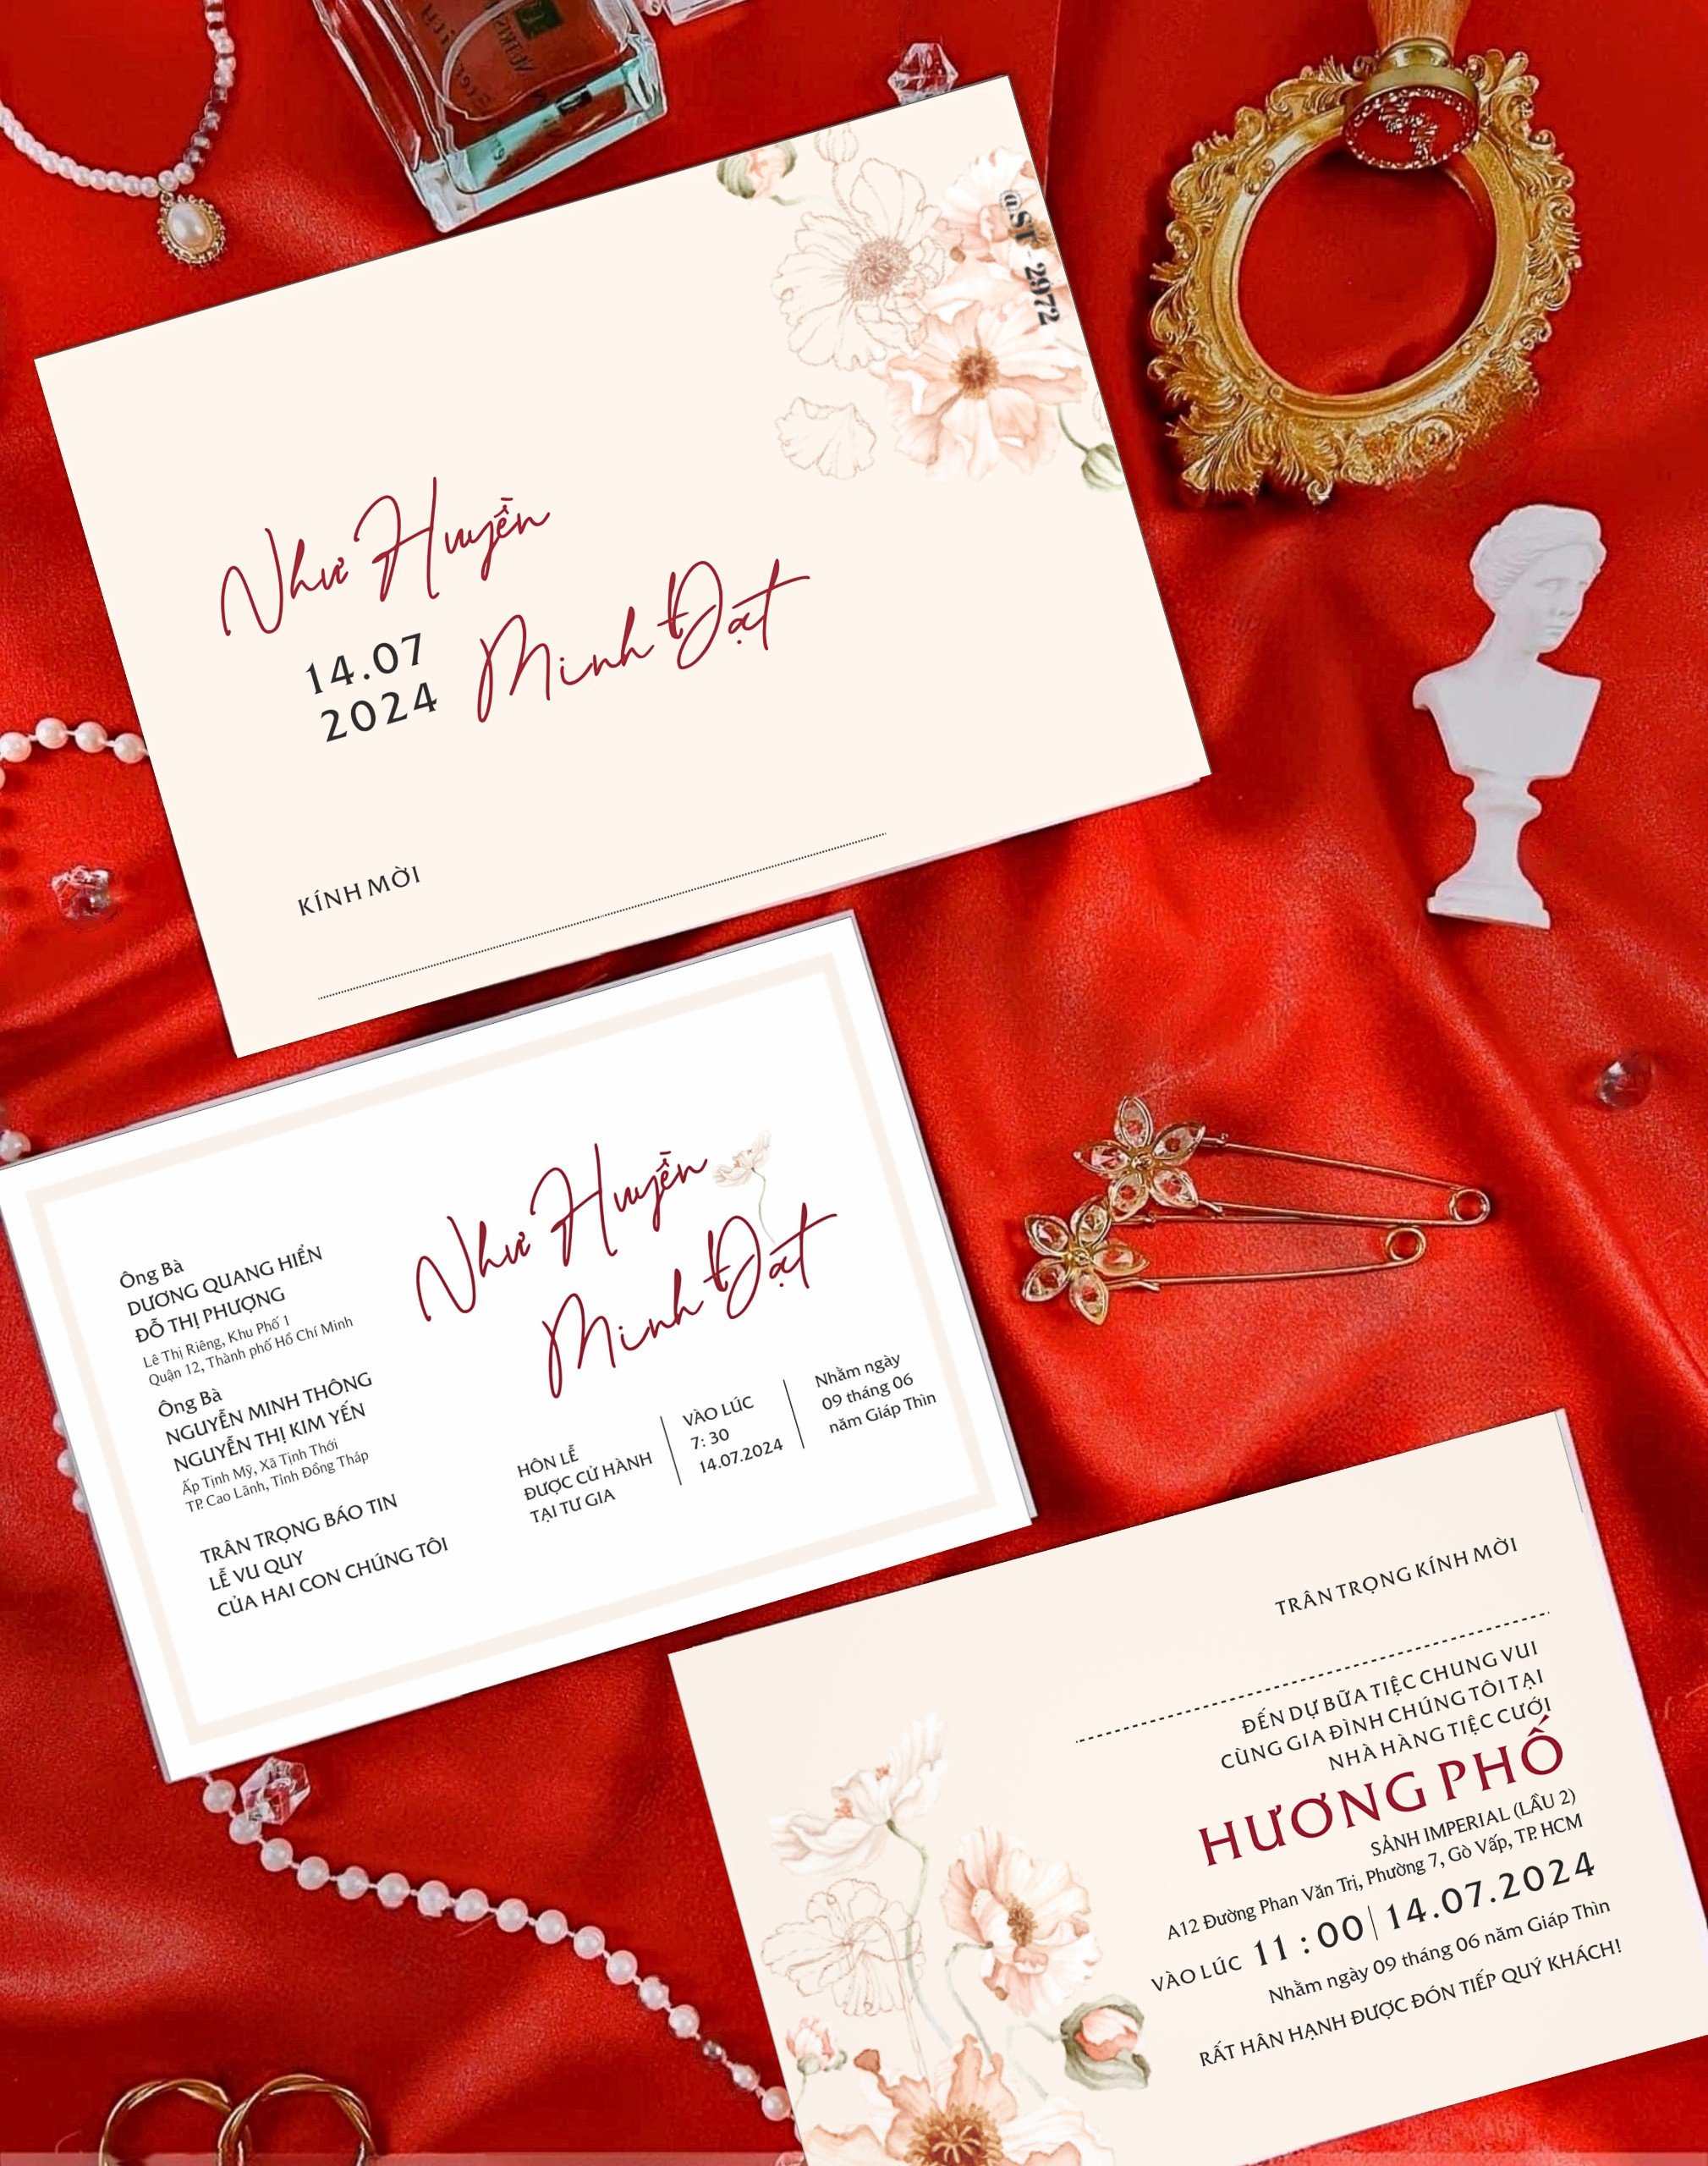 @ST - 2972
Như Huyền
14.07
2024
Minh Đạt
KÍNH MỜI
Ông Bà
DƯƠNG QUANG HIỂN
ĐỖ THỊ PHƯỢNG
Lê Thị Riêng, Khu Phố 1
Quận 12, Thành phố Hồ Chí Minh
Ông Bà
NGUYỄN MINH THÔNG
NGUYỄN THỊ KIM YẾN
Ấp Tịnh Mỹ, Xã Tịnh Thới
TP. Cao Lãnh, Tỉnh Đồng Tháp
TRÂN TRỌNG BÁO TIN
LỄ VU QUY
CỦA HAI CON CHÚNG TÔI
Như Huyền
Minh Đạt
HÔN LỄ
ĐƯỢC CỬ HÀNH
TẠI TƯ GIA
VÀO LÚC
7: 30
14.07.2024
Nhằm ngày
09 tháng 06
năm Giáp Thìn
TRÂN TRỌNG KÍNH MỜI
ĐẾN DỰ BỮA TIỆC CHUNG VUI
CÙNG GIA ĐÌNH CHÚNG TÔI TẠI
NHÀ HÀNG TIỆC CƯỚI
HƯƠNG PHỐ
SẢNH IMPERIAL (LẦU 2)
A12 Đường Phan Văn Trị, Phường 7, Gò Vấp, TP. HCM
VÀO LÚC 11 : 00 | 14.07.2024
Nhằm ngày 09 tháng 06 năm Giáp Thìn
RẤT HÂN HẠNH ĐƯỢC ĐÓN TIẾP QUÝ KHÁCH!